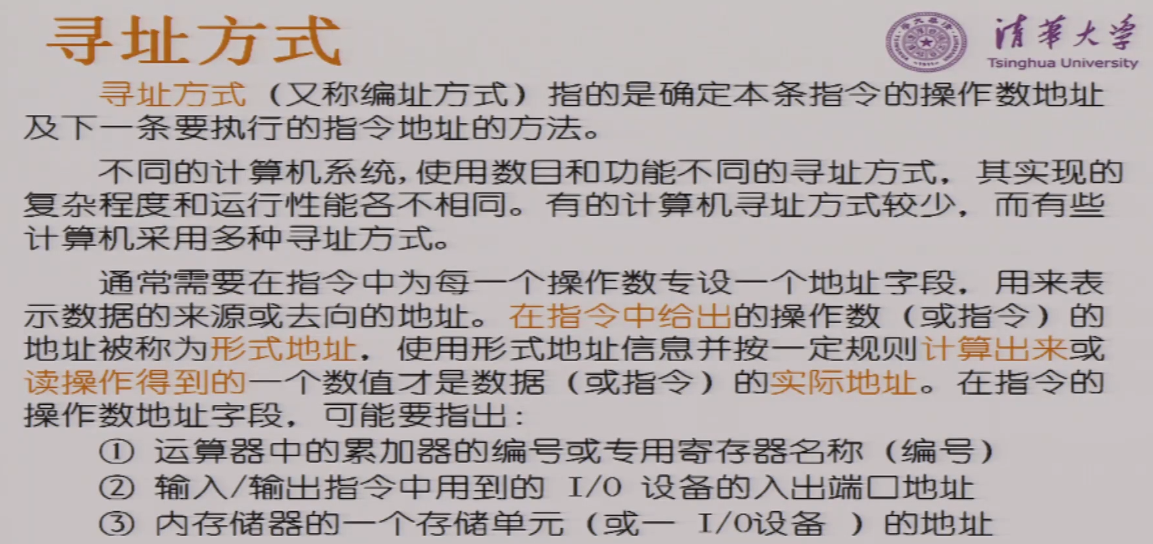 寻址方式
清华大学
Tsinghua University
寻址方式（又称编址方式）指的是确定本条指令的操作数地址
及下一条要执行的指令地址的方法。
不同的计算机系统,使用数目和功能不同的寻址方式，其实现的
复杂程度和运行性能各不相同。有的计算机寻址方式较少，而有些
计算机采用多种寻址方式。
通常需要在指令中为每一个操作数专设一个地址字段，用来表
示数据的来源或去向的地址。在指令中给出的操作数（或指令）的
地址被称为形式地址，使用形式地址信息并按一定规则计算出来或
读操作得到的一个数值才是数据（或指令）的实际地址。在指令的
操作数地址字段，可能要指出：
① 运算器中的累加器的编号或专用寄存器名称（编号）
② 输入/输出指令中用到的 I/O 设备的入出端口地址
③ 内存储器的一个存储单元（或一 I/O设备 ）的地址